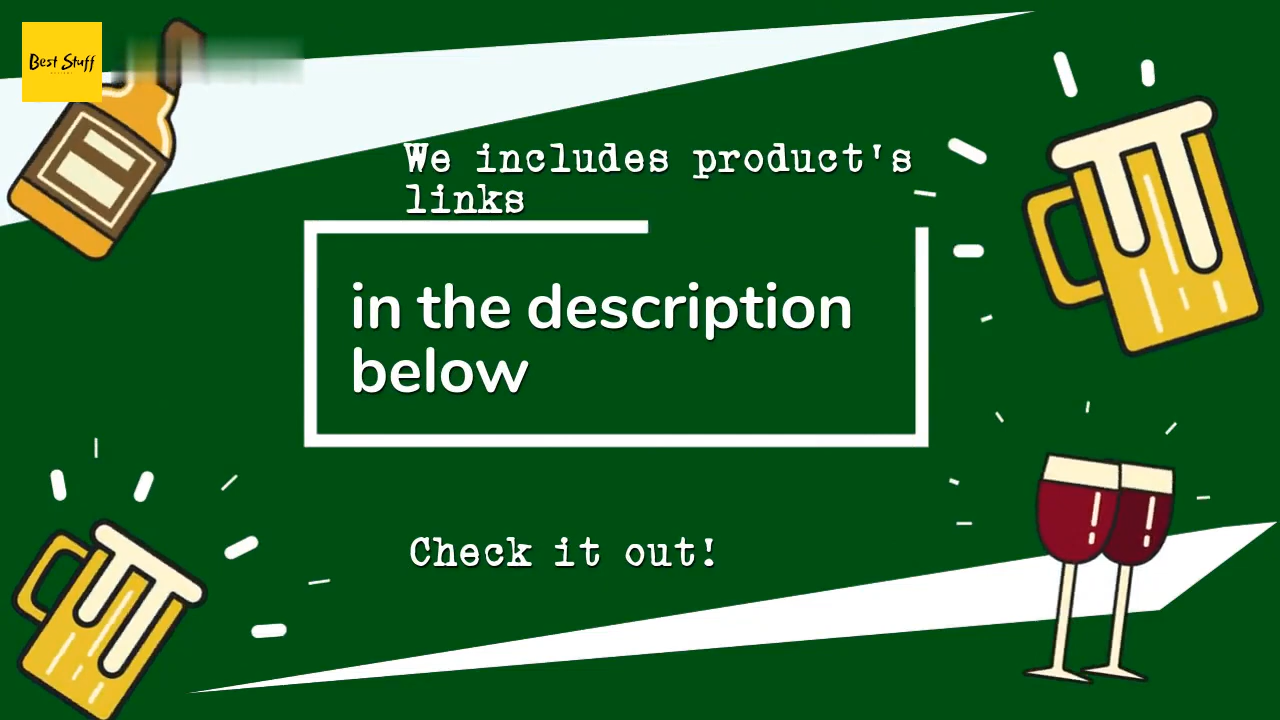 Best Stuff
We includes product's
links
in the description
below
Check it out!